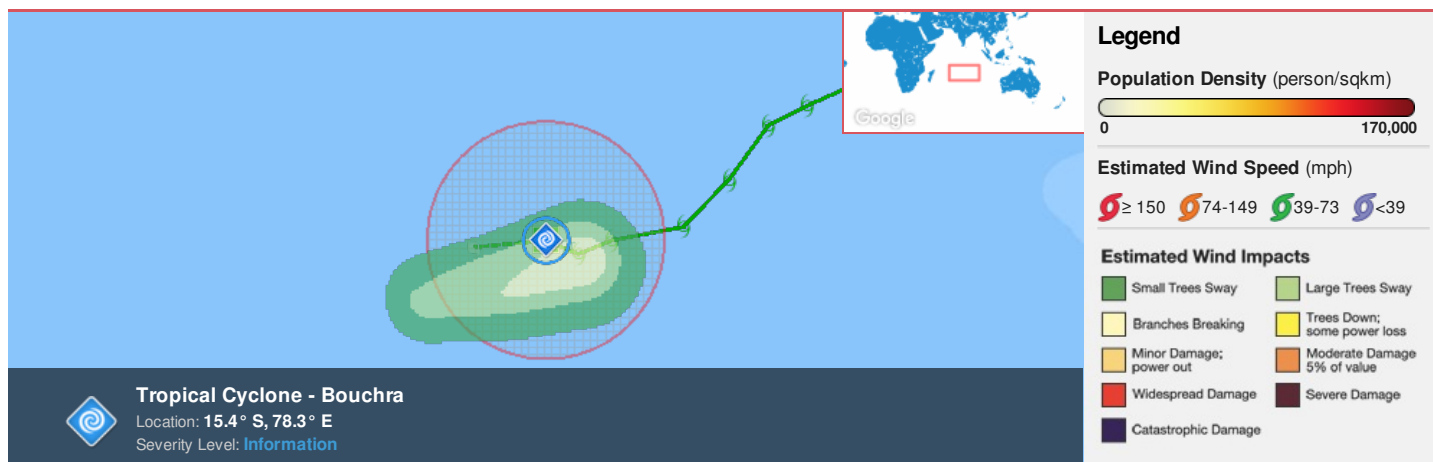 Google
Tropical Cyclone - Bouchra
Location: 15.4° S, 78.3° E
Severity Level: Information
Legend
Population Density (person/sqkm)
0 170,000
Estimated Wind Speed (mph)
≥ 150 74-149 39-73 <39
Estimated Wind Impacts
Small Trees Sway
Large Trees Sway
Branches Breaking
Trees Down;
some power loss
Minor Damage;
power out
Moderate Damage
5% of value
Widespread Damage
Severe Damage
Catastrophic Damage